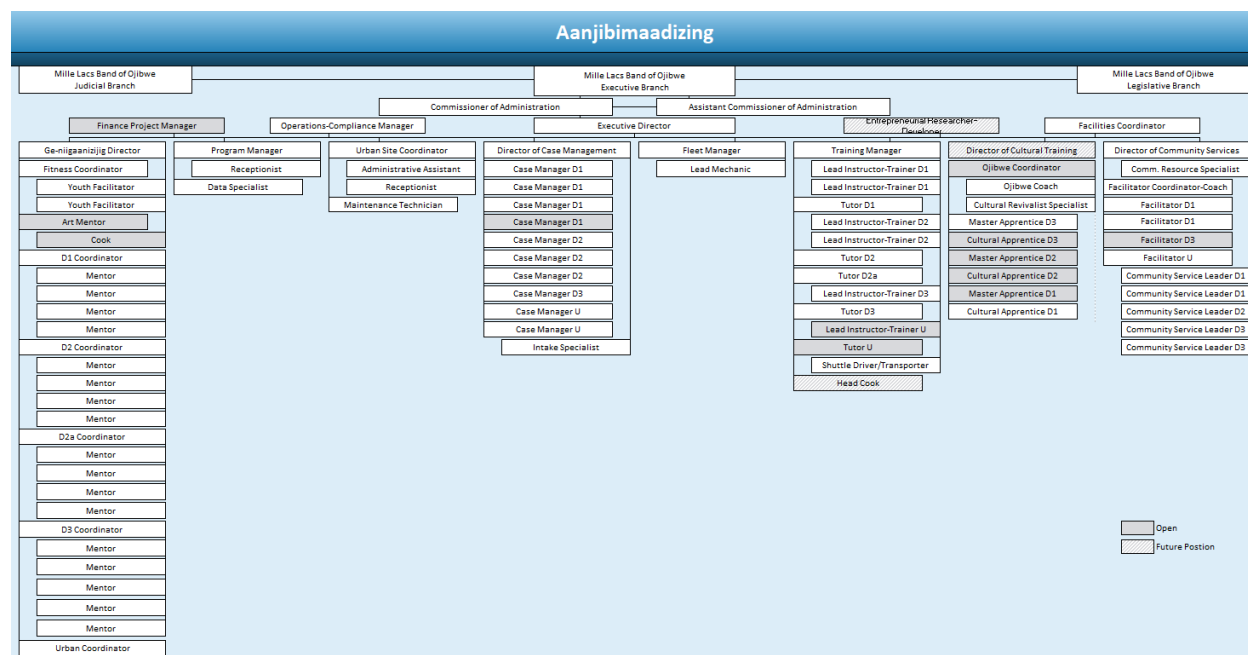 Aanjibimaadizing
Mille Lacs Band of Ojibwe
Judicial Branch
Mille Lacs Band of Ojibwe
Executive Branch
Mille Lacs Band of Ojibwe
Legislative Branch
Commissioner of Administration
Assistant Commissioner of Administration
Finance Project Manager
Operations-Compliance Manager
Executive Director
Entrepreneurial Researcher-
Developer
Facilities Coordinator
Ge-niigaanizijig Director
Fitness Coordinator
Youth Facilitator
Youth Facilitator
Art Mentor
Cook
D1 Coordinator
Mentor
Mentor
Mentor
Mentor
D2 Coordinator
Mentor
Mentor
Mentor
Mentor
D2a Coordinator
Mentor
Mentor
Mentor
Mentor
D3 Coordinator
Mentor
Mentor
Mentor
Mentor
Mentor
Urban Coordinator
Program Manager
Receptionist
Data Specialist
Urban Site Coordinator
Administrative Assistant
Receptionist
Maintenance Technician
Director of Case Management
Case Manager D1
Case Manager D1
Case Manager D1
Case Manager D1
Case Manager D2
Case Manager D2
Case Manager D2
Case Manager D3
Case Manager U
Case Manager U
Intake Specialist
Fleet Manager
Lead Mechanic
Training Manager
Lead Instructor-Trainer D1
Lead Instructor-Trainer D1
Tutor D1
Lead Instructor-Trainer D2
Lead Instructor-Trainer D2
Tutor D2
Tutor D2a
Lead Instructor-Trainer D3
Tutor D3
Lead Instructor-Trainer U
Tutor U
Shuttle Driver/Transporter
Head Cook
Director of Cultural Training
Ojibwe Coordinator
Ojibwe Coach
Cultural Revivalist Specialist
Master Apprentice D3
Cultural Apprentice D3
Master Apprentice D2
Cultural Apprentice D2
Master Apprentice D1
Cultural Apprentice D1
Director of Community Services
Comm. Resource Specialist
Facilitator Coordinator-Coach
Facilitator D1
Facilitator D1
Facilitator D3
Facilitator U
Community Service Leader D1
Community Service Leader D1
Community Service Leader D2
Community Service Leader D3
Community Service Leader D3
Open
Future Postion